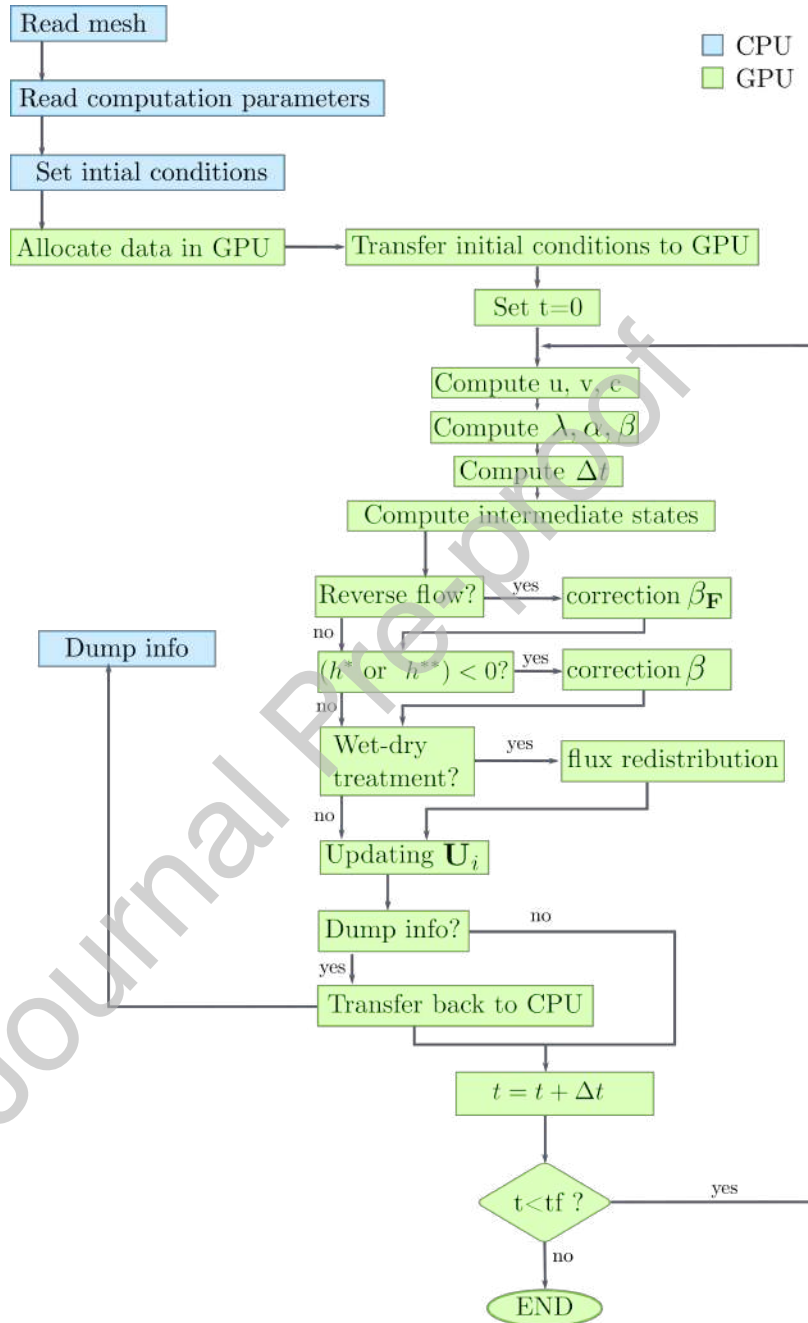 Read mesh
CPU
GPU
Read computation parameters
Set intial conditions
Allocate data in GPU
Transfer initial conditions to GPU
Set t=0
Compute u, v, c
Compute λ, α, β
Compute Δt
Compute intermediate states
Reverse flow?
yes
correction β_F
no
Dump info
(h* or h**) < 0?
yes
correction β
no
Wet-dry
treatment?
yes
flux redistribution
no
Updating U_i
Dump info?
no
yes
Transfer back to CPU
t = t + Δt
t<tf ?
yes
no
END
Journal Pre-proof